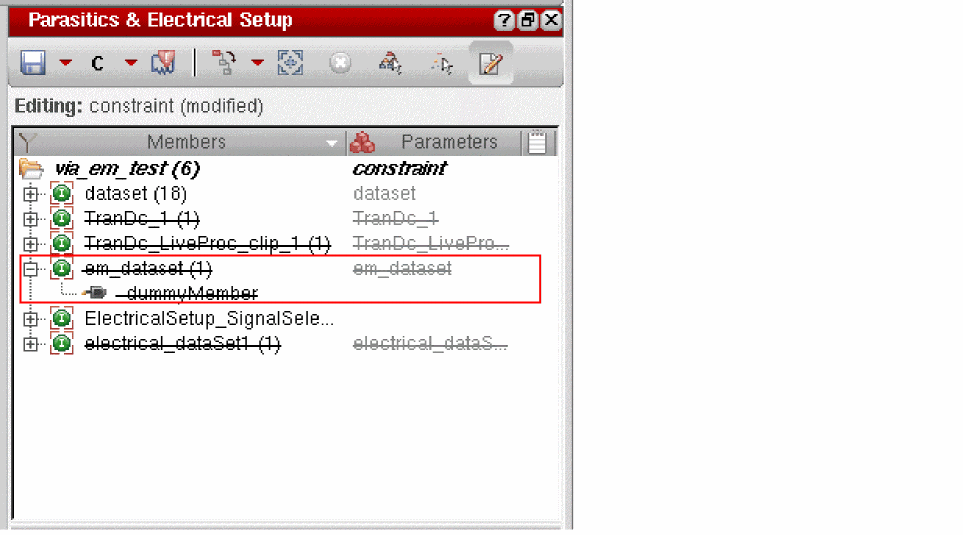 Parasitics & Electrical Setup
C
Editing: constraint (modified)
Members Parameters
via_em_test (6) constraint
dataset (18) dataset
TranDc_1 (1) TranDc_1
TranDc_LiveProc_clip_1 (1) TranDc_LivePro...
em_dataset (1) em_dataset
-dummyMember
ElectricalSetup_SignalSele...
electrical_dataSet1 (1) electrical_dataS...